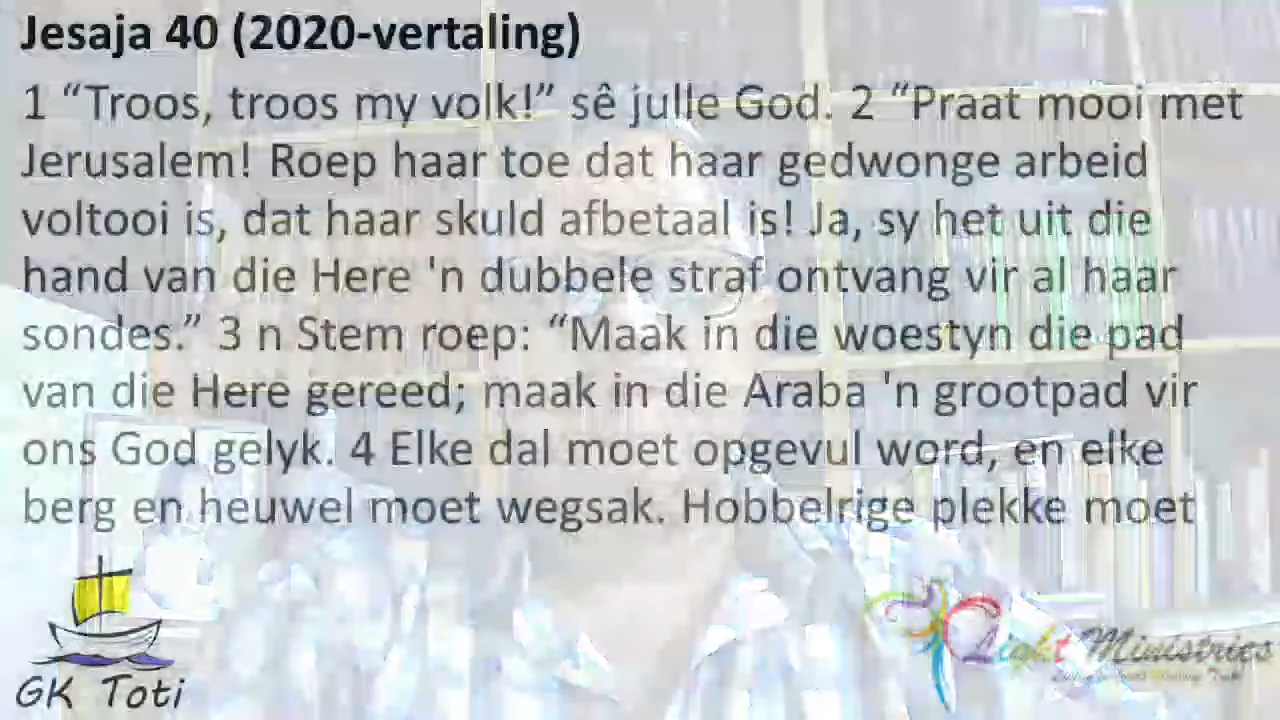 Jesaja 40 (2020-vertaling)
1 “Troos, troos my volk!” sê julle God. 2 “Praat mooi met
Jerusalem! Roep haar toe dat haar gedwonge arbeid
voltooi is, dat haar skuld afbetaal is! Ja, sy het uit die
hand van die Here 'n dubbele straf ontvang vir al haar
sondes.” 3 n Stem roep: “Maak in die woestyn die pad
van die Here gereed; maak in die Araba 'n grootpad vir
ons God gelyk. 4 Elke dal moet opgevul word, en elke
berg en heuwel moet wegsak. Hobbelrige plekke moet
GK Toti
Light Ministries